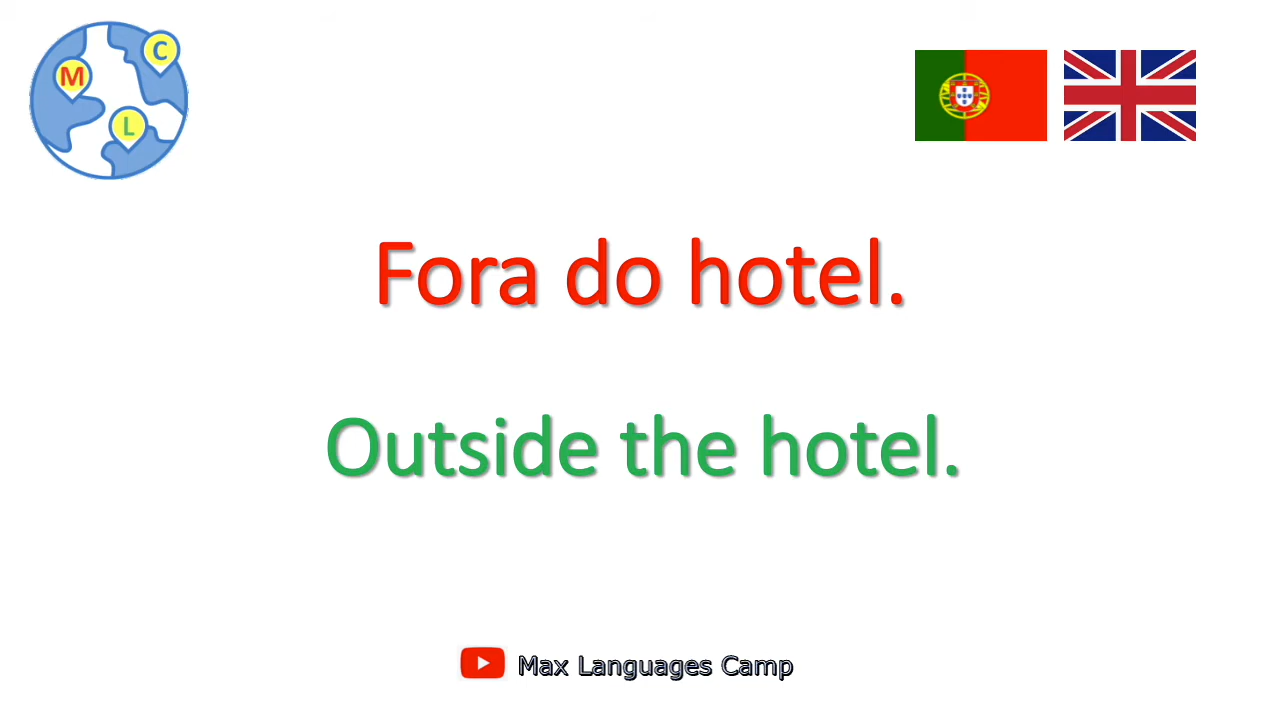 M
C
L
Fora do hotel.
Outside the hotel.
Max Languages Camp